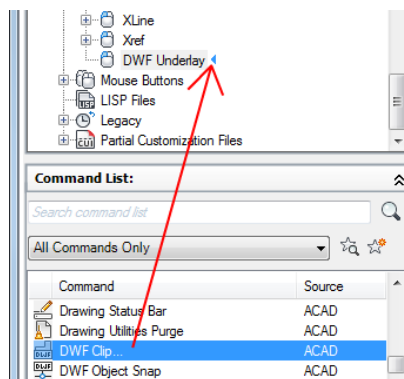 XLine
Xref
DWF Underlay
Mouse Buttons
LISP Files
Legacy
Partial Customization Files
Command List:
Search command list
All Commands Only
Command Source
Drawing Status Bar ACAD
Drawing Utilities Purge ACAD
DWF Clip... ACAD
DWF Object Snap ACAD